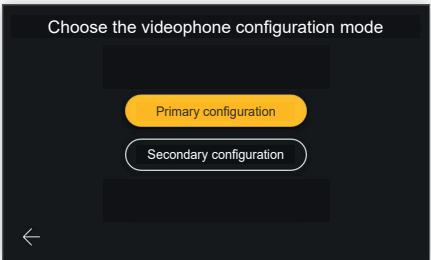 Choose the videophone configuration mode
Primary configuration
Secondary configuration